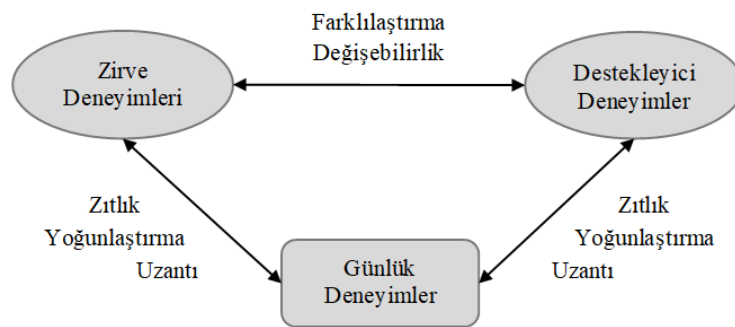 Farklılaştırma
Değişebilirlik
Zirve
Deneyimleri
Destekleyici
Deneyimler
Zıtlık
Yoğunlaştırma
Uzantı
Zıtlık
Yoğunlaştırma
Uzantı
Günlük
Deneyimler